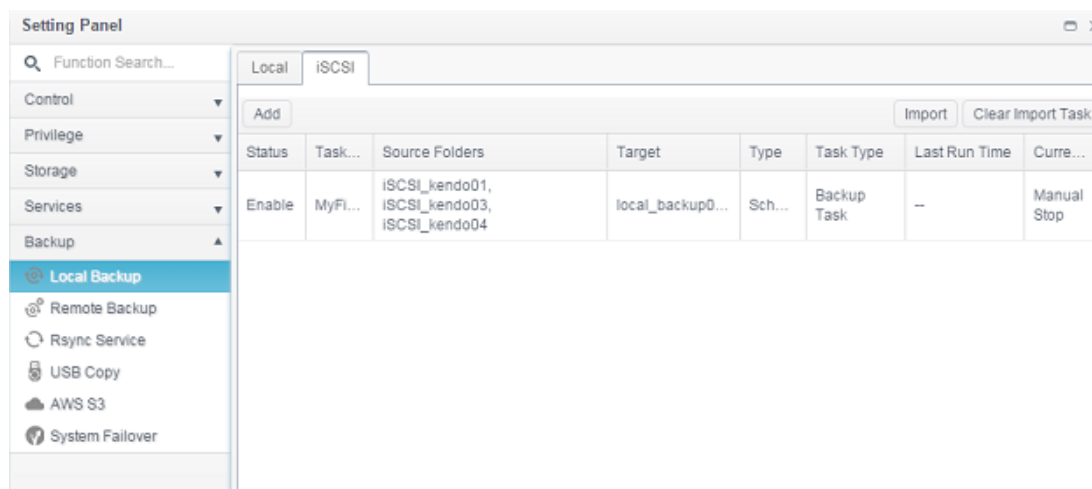 Setting Panel
Function Search...
Control
Privilege
Storage
Services
Backup
Local Backup
Remote Backup
Rsync Service
USB Copy
AWS S3
System Failover
Local iSCSI
Add Import Clear Import Task
Status Task... Source Folders Target Type Task Type Last Run Time Curre...
Enable MyFi... iSCSI_kendo01,
iSCSI_kendo03,
iSCSI_kendo04 local_backup0... Sch... Backup
Task -- Manual
Stop